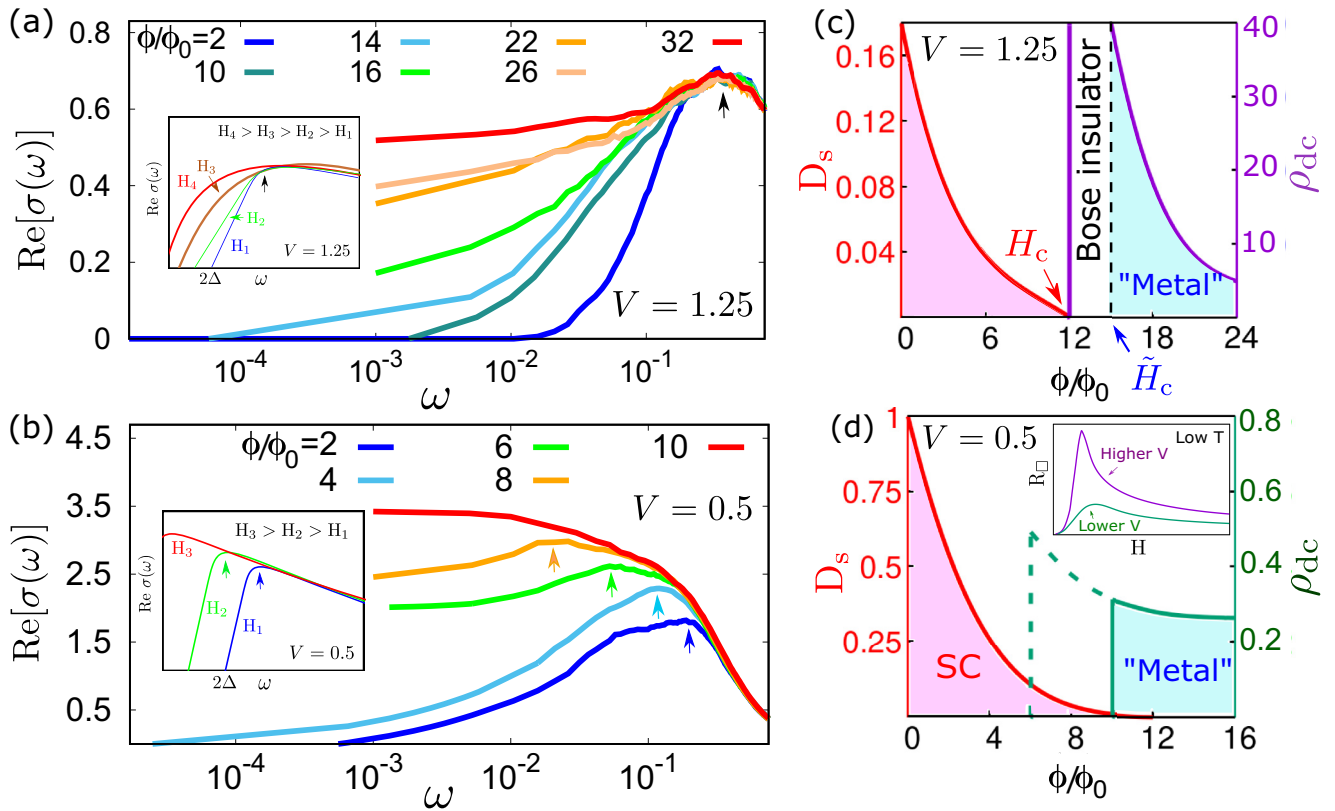 (a)
0.8
0.6
0.4
0.2
0
Re[σ(ω)]
ϕ/ϕ0=2 14 22 32
10 16 26
H4 > H3 > H2 > H1
H3
H4
H2
H1
V = 1.25
Re σ(ω)
2Δ ω
V = 1.25
10-4 10-3 10-2 10-1
ω
(b)
4.5
3.5
2.5
1.5
0.5
Re[σ(ω)]
ϕ/ϕ0=2 6 10
4 8
V = 0.5
H3 > H2 > H1
H3
H2
H1
V = 0.5
Re σ(ω)
2Δ ω
10-4 10-3 10-2 10-1
ω
(c)
V = 1.25
0.16
0.12
0.08
0.04
Ds
Bose insulator
Hc
"Metal"
40
30
20
10
ρdc
0 6 12 18 24
ϕ/ϕ0
H̃c
(d)
V = 0.5
1
0.75
0.5
0.25
Ds
SC
"Metal"
Low T
Higher V
Lower V
R□
H
0.8
0.6
0.4
0.2
ρdc
0 4 8 12 16
ϕ/ϕ0